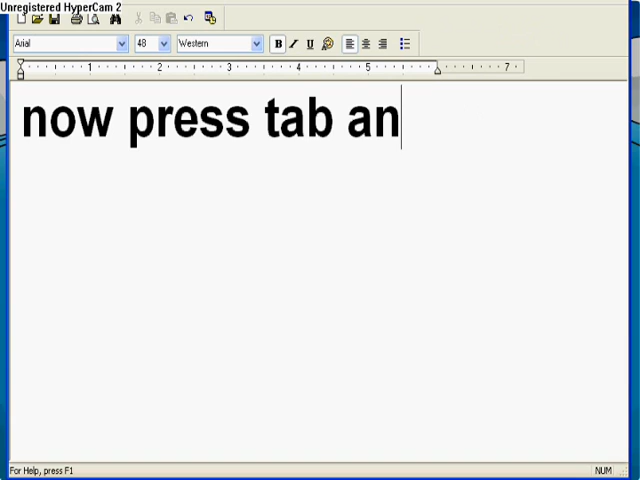 Unregistered HyperCam 2
Arial 48 Western B / U
1 2 3 4 5 7
now press tab an
For Help, press F1 NUM